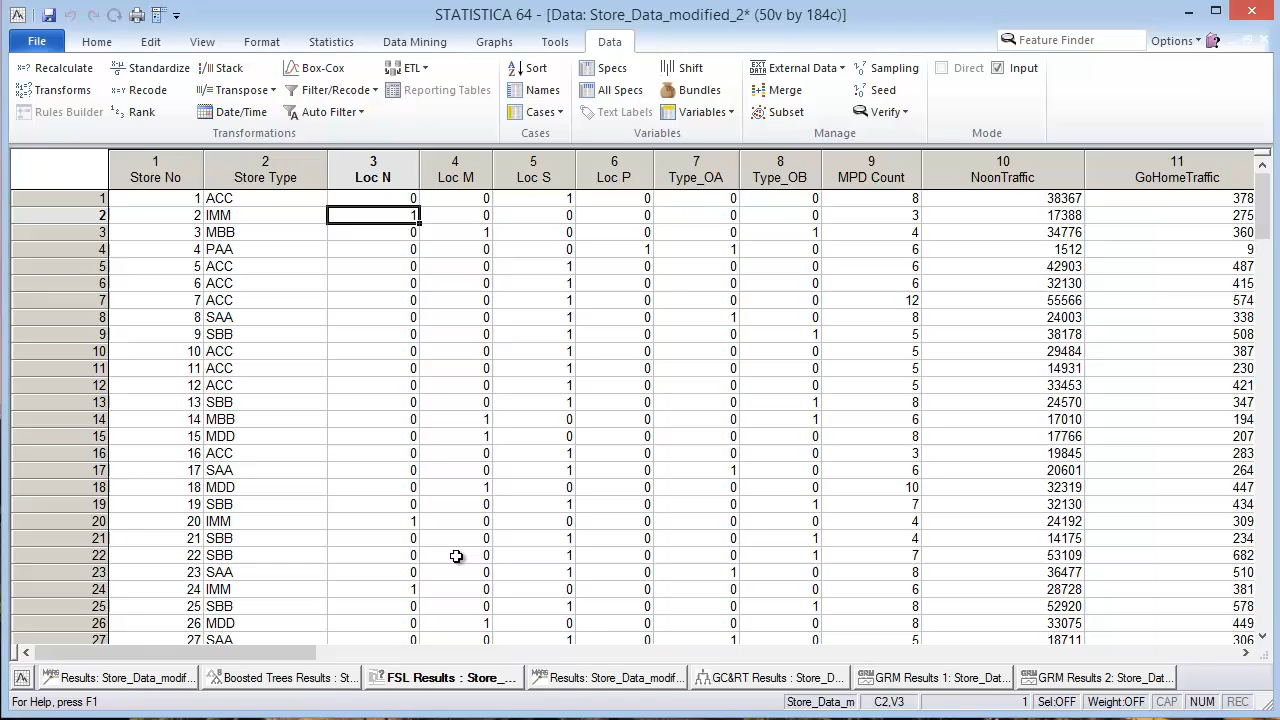 STATISTICA 64 - [Data: Store_Data_modified_2* (50v by 184c)]
File Home Edit View Format Statistics Data Mining Graphs Tools Data Feature Finder Options
Recalculate Standardize Stack Box-Cox ETL Sort Specs Shift External Data Sampling Direct Input
Transforms Recode Transpose Filter/Recode Reporting Tables Names All Specs Bundles Merge Seed
Rules Builder Rank Date/Time Auto Filter Cases Text Labels Variables Subset Verify
Transformations Cases Variables Manage Mode
1 2 3 4 5 6 7 8 9 10 11
Store No Store Type Loc N Loc M Loc S Loc P Type_OA Type_OB MPD Count NoonTraffic GoHomeTraffic
1 1 ACC 0 0 1 0 0 0 8 38367 378
2 2 IMM 1 0 0 0 0 0 3 17388 275
3 3 MBB 0 1 0 0 0 1 4 34776 360
4 4 PAA 0 0 0 1 1 0 6 1512 9
5 5 ACC 0 0 1 0 0 0 6 42903 487
6 6 ACC 0 0 1 0 0 0 6 32130 415
7 7 ACC 0 0 1 0 0 0 12 55566 574
8 8 SAA 0 0 1 0 1 0 8 24003 338
9 9 SBB 0 0 1 0 0 1 5 38178 508
10 10 ACC 0 0 1 0 0 0 5 29484 387
11 11 ACC 0 0 1 0 0 0 5 14931 230
12 12 ACC 0 0 1 0 0 0 5 33453 421
13 13 SBB 0 0 1 0 0 1 8 24570 347
14 14 MBB 0 1 0 0 0 1 6 17010 194
15 15 MDD 0 1 0 0 0 0 8 17766 207
16 16 ACC 0 0 1 0 0 0 3 19845 283
17 17 SAA 0 0 1 0 1 0 6 20601 264
18 18 MDD 0 1 0 0 0 0 10 32319 447
19 19 SBB 0 0 1 0 0 1 7 32130 434
20 20 IMM 1 0 0 0 0 0 4 24192 309
21 21 SBB 0 0 1 0 0 1 4 14175 234
22 22 SBB 0 0 1 0 0 1 7 53109 682
23 23 SAA 0 0 1 0 1 0 8 36477 510
24 24 IMM 1 0 0 0 0 0 6 28728 381
25 25 SBB 0 0 1 0 0 1 8 52920 578
26 26 MDD 0 1 0 0 0 0 8 33075 449
27 27 SAA 0 0 1 0 1 0 5 18711 306
Results: Store_Data_modif... Boosted Trees Results : St... FSL Results : Store_... Results: Store_Data_modif... GC&RT Results : Store_D... GRM Results 1: Store_Dat... GRM Results 2: Store_Dat...
For Help, press F1 Store_Data_m C2,V3 1 Sel:OFF Weight:OFF CAP NUM REC